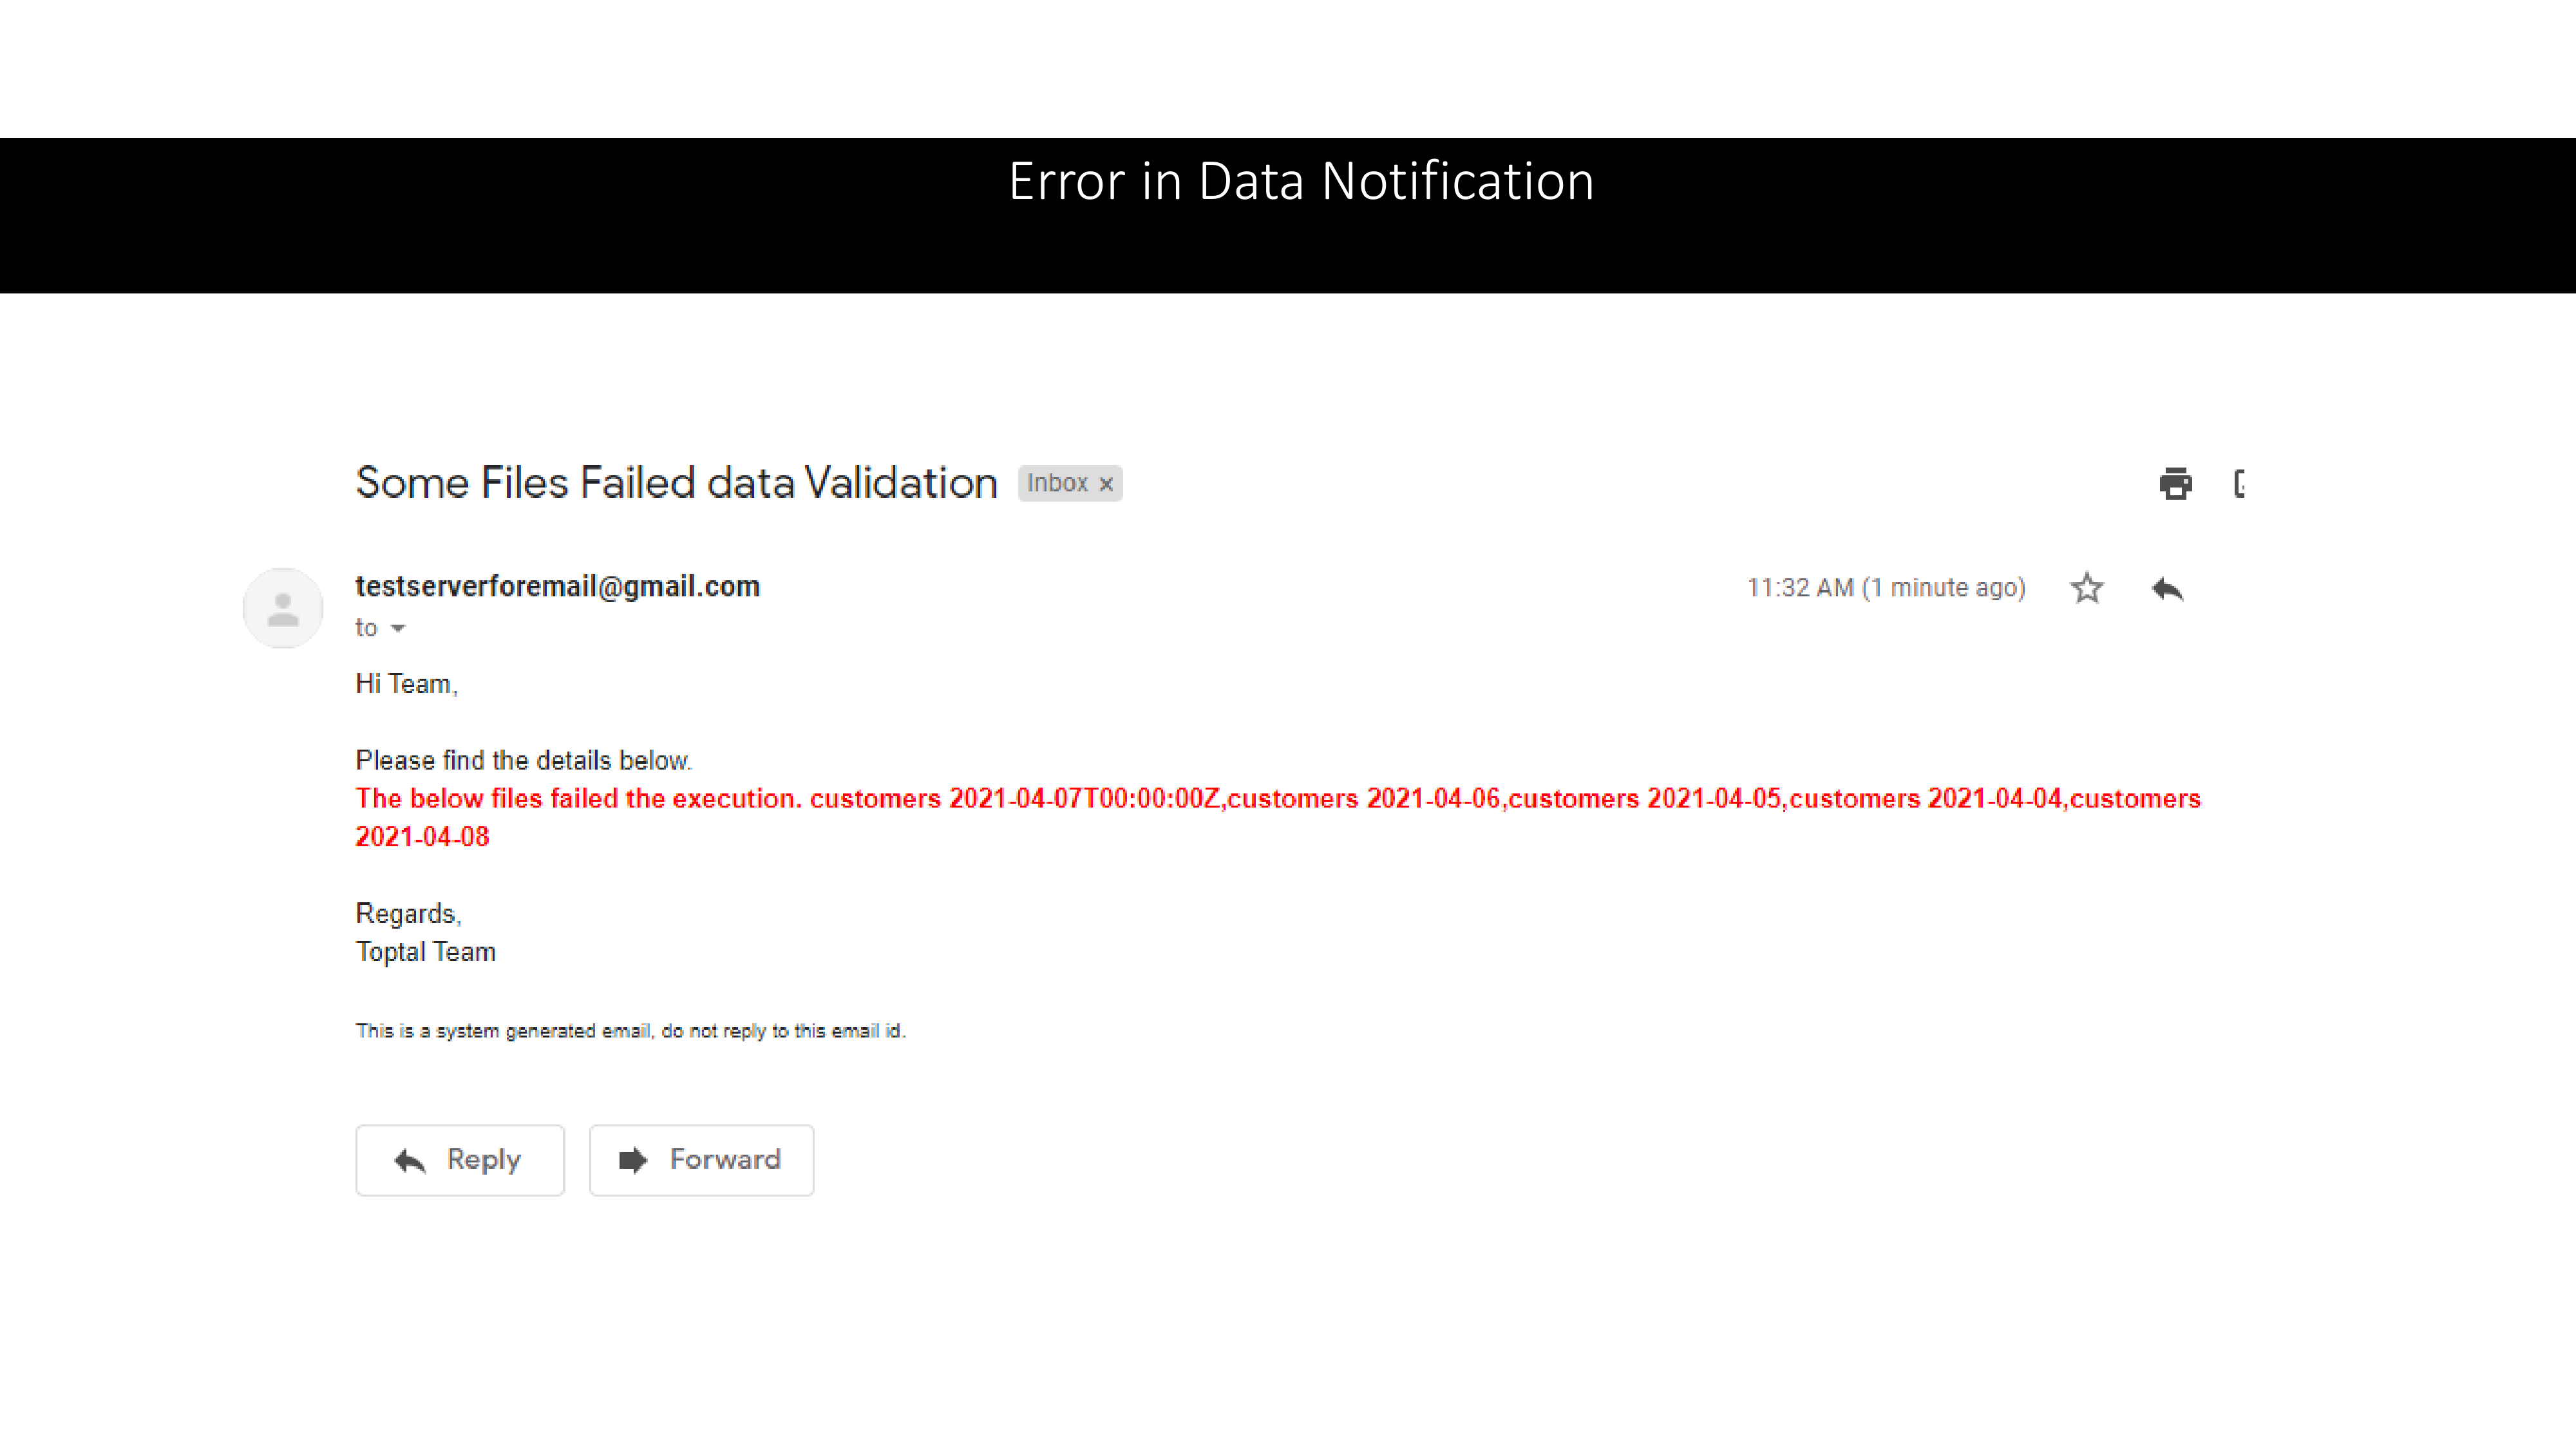 Error in Data Notification
Some Files Failed data Validation Inbox x
testserverforemail@gmail.com 11:32 AM (1 minute ago)
to
Hi Team,
Please find the details below.
The below files failed the execution. customers 2021-04-07T00:00:00Z,customers 2021-04-06,customers 2021-04-05,customers 2021-04-04,customers
2021-04-08
Regards,
Toptal Team
This is a system generated email, do not reply to this email id.
Reply Forward